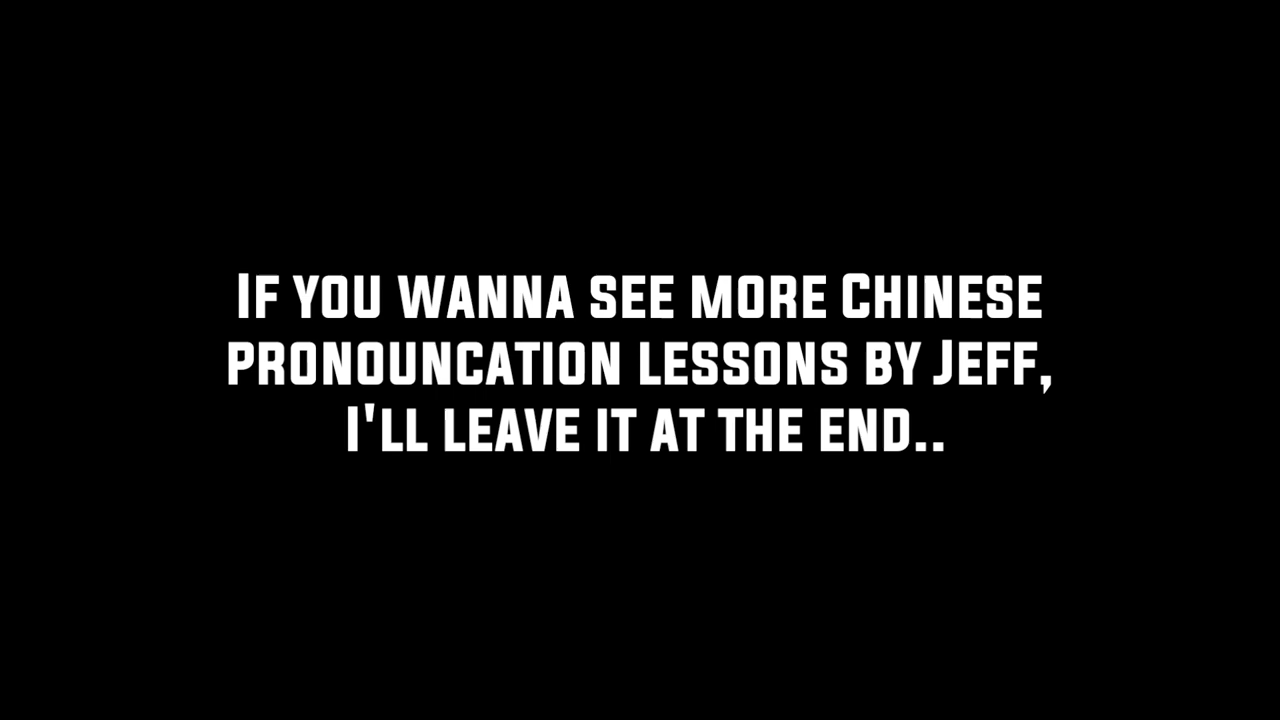 If you wanna see more Chinese
pronouncation lessons by Jeff,
I'll leave it at the end..